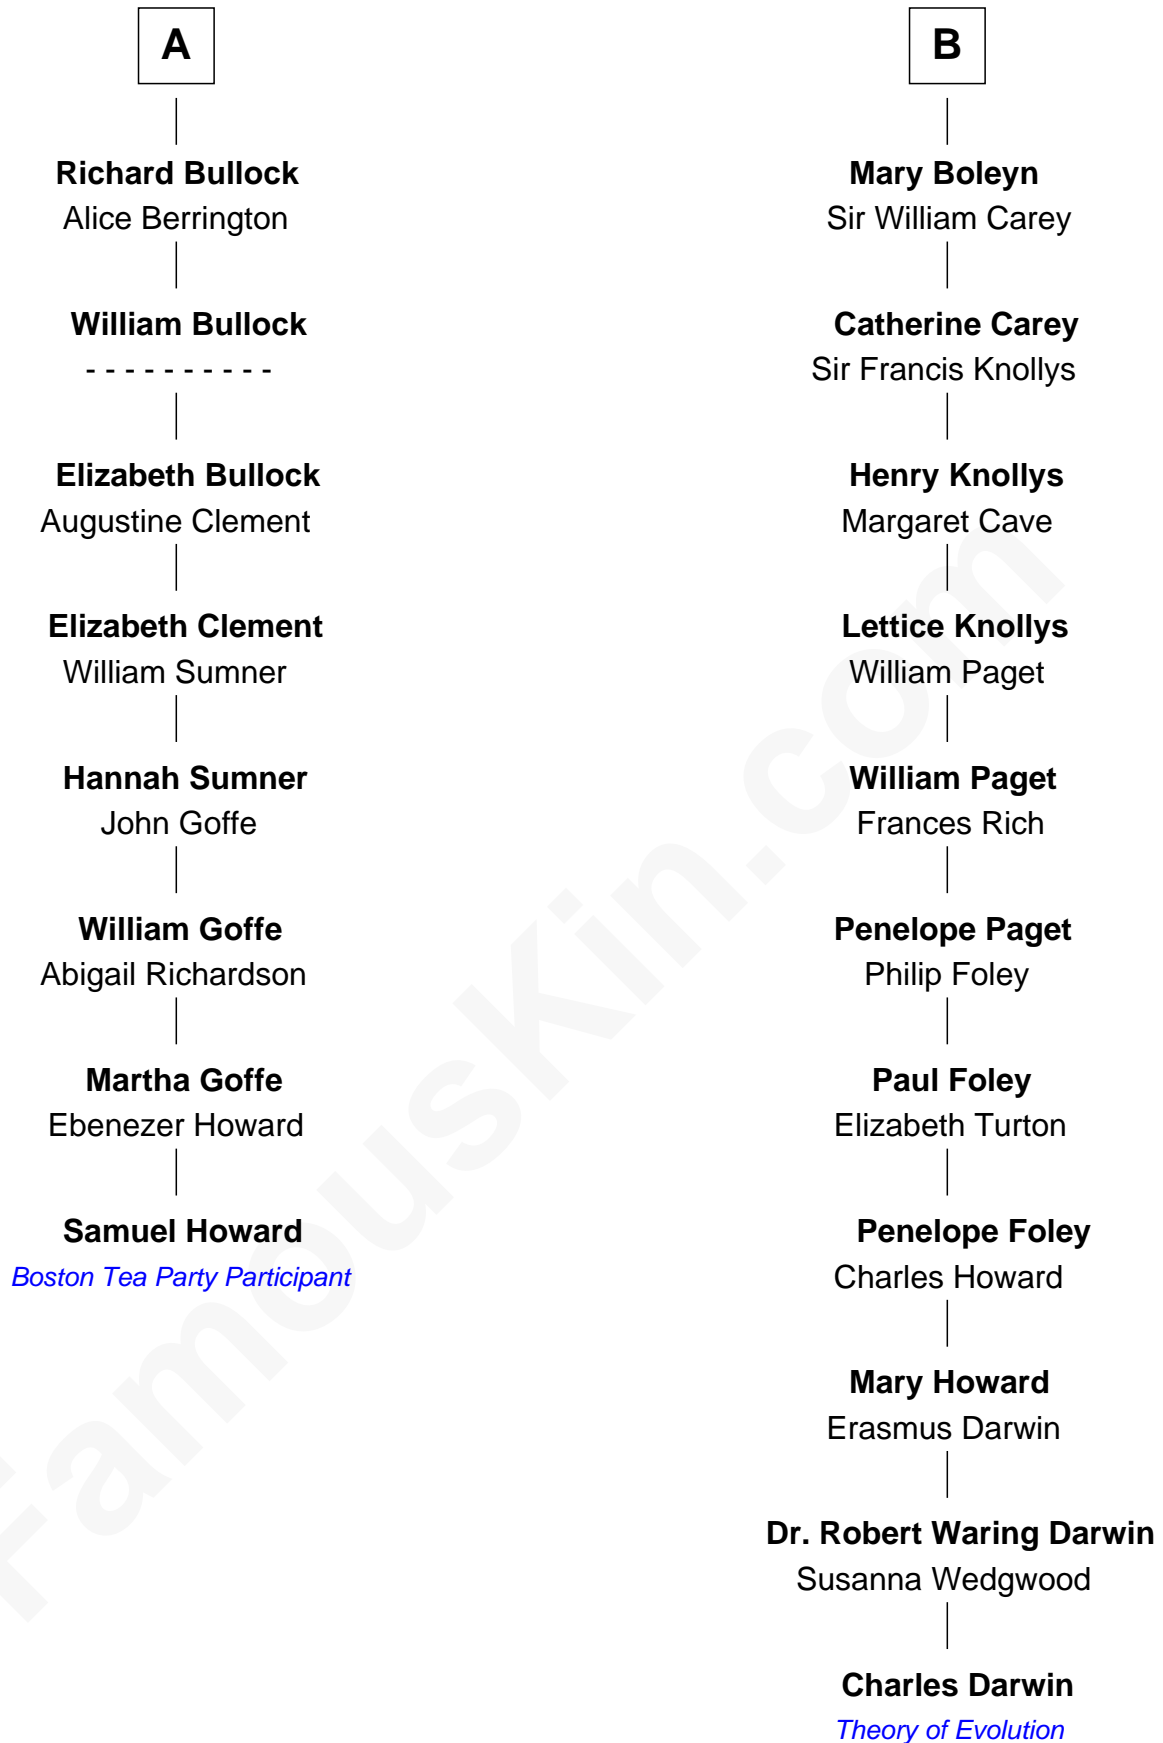 A
Richard Bullock
Alice Berrington
William Bullock
- - - - - - - - - -
Elizabeth Bullock
Augustine Clement
Elizabeth Clement
William Sumner
Hannah Sumner
John Goffe
William Goffe
Abigail Richardson
Martha Goffe
Ebenezer Howard
Samuel Howard
Boston Tea Party Participant
B
Mary Boleyn
Sir William Carey
Catherine Carey
Sir Francis Knollys
Henry Knollys
Margaret Cave
Lettice Knollys
William Paget
William Paget
Frances Rich
Penelope Paget
Philip Foley
Paul Foley
Elizabeth Turton
Penelope Foley
Charles Howard
Mary Howard
Erasmus Darwin
Dr. Robert Waring Darwin
Susanna Wedgwood
Charles Darwin
Theory of Evolution
FamousKin.com